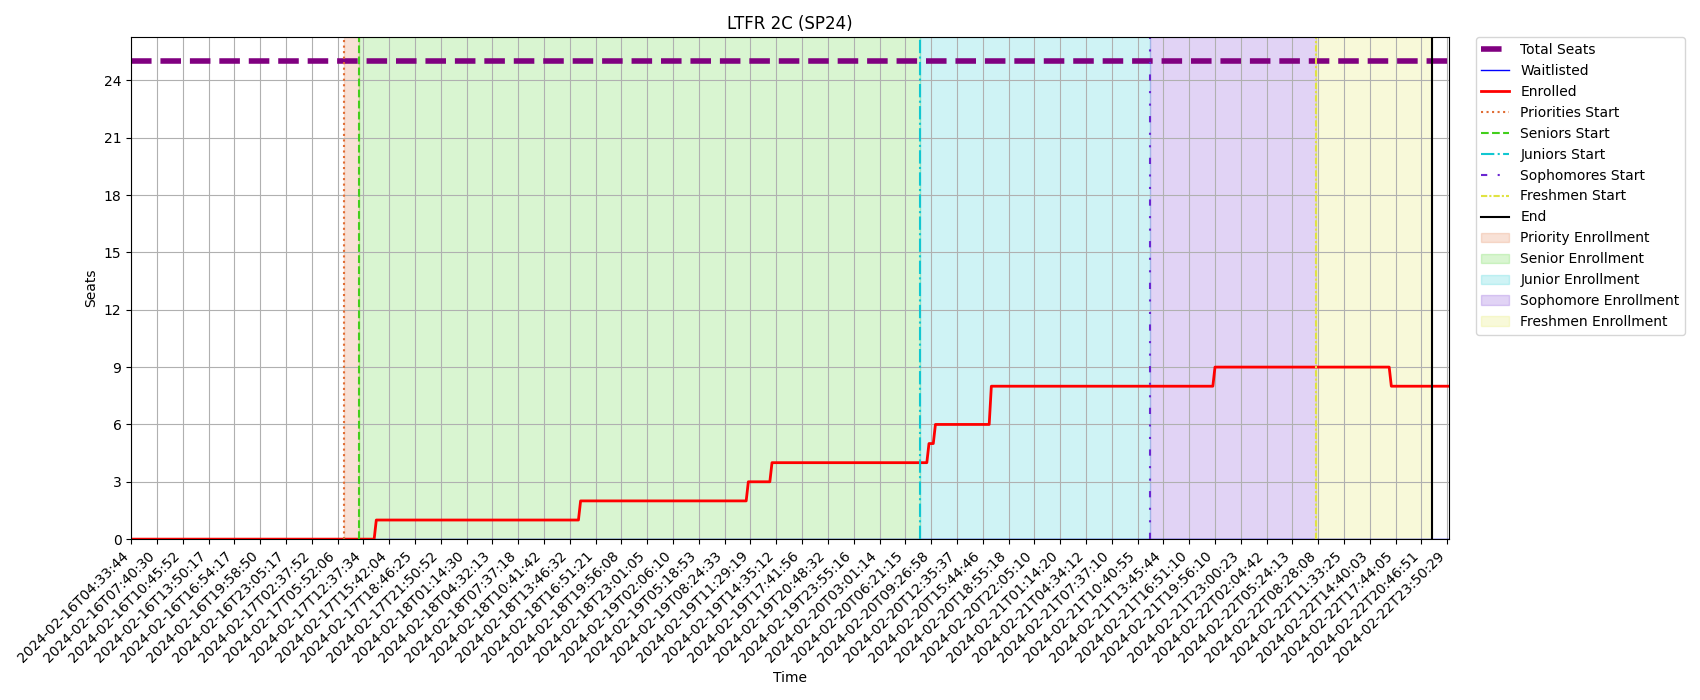 LTFR 2C (SP24)
Seats
24
21
18
15
12
9
6
3
0
2024-02-16T04:33:44
2024-02-16T07:40:30
2024-02-16T10:45:52
2024-02-16T13:50:17
2024-02-16T16:54:17
2024-02-16T19:58:50
2024-02-16T23:05:17
2024-02-17T02:37:52
2024-02-17T05:52:06
2024-02-17T12:37:34
2024-02-17T15:42:04
2024-02-17T18:46:25
2024-02-17T21:50:52
2024-02-18T01:14:30
2024-02-18T04:32:13
2024-02-18T07:37:18
2024-02-18T10:41:42
2024-02-18T13:46:32
2024-02-18T16:51:21
2024-02-18T19:56:08
2024-02-18T23:01:05
2024-02-19T02:06:10
2024-02-19T05:18:53
2024-02-19T08:24:33
2024-02-19T11:29:19
2024-02-19T14:35:12
2024-02-19T17:41:56
2024-02-19T20:48:32
2024-02-19T23:55:16
2024-02-20T03:01:14
2024-02-20T06:21:15
2024-02-20T09:26:58
2024-02-20T12:35:37
2024-02-20T15:44:46
2024-02-20T18:55:18
2024-02-20T22:05:10
2024-02-21T01:14:20
2024-02-21T04:34:12
2024-02-21T07:37:10
2024-02-21T10:40:55
2024-02-21T13:45:44
2024-02-21T16:51:10
2024-02-21T19:56:10
2024-02-21T23:00:23
2024-02-22T02:04:42
2024-02-22T05:24:13
2024-02-22T08:28:08
2024-02-22T11:33:25
2024-02-22T14:40:03
2024-02-22T17:44:05
2024-02-22T20:46:51
2024-02-22T23:50:29
Time
Total Seats
Waitlisted
Enrolled
Priorities Start
Seniors Start
Juniors Start
Sophomores Start
Freshmen Start
End
Priority Enrollment
Senior Enrollment
Junior Enrollment
Sophomore Enrollment
Freshmen Enrollment